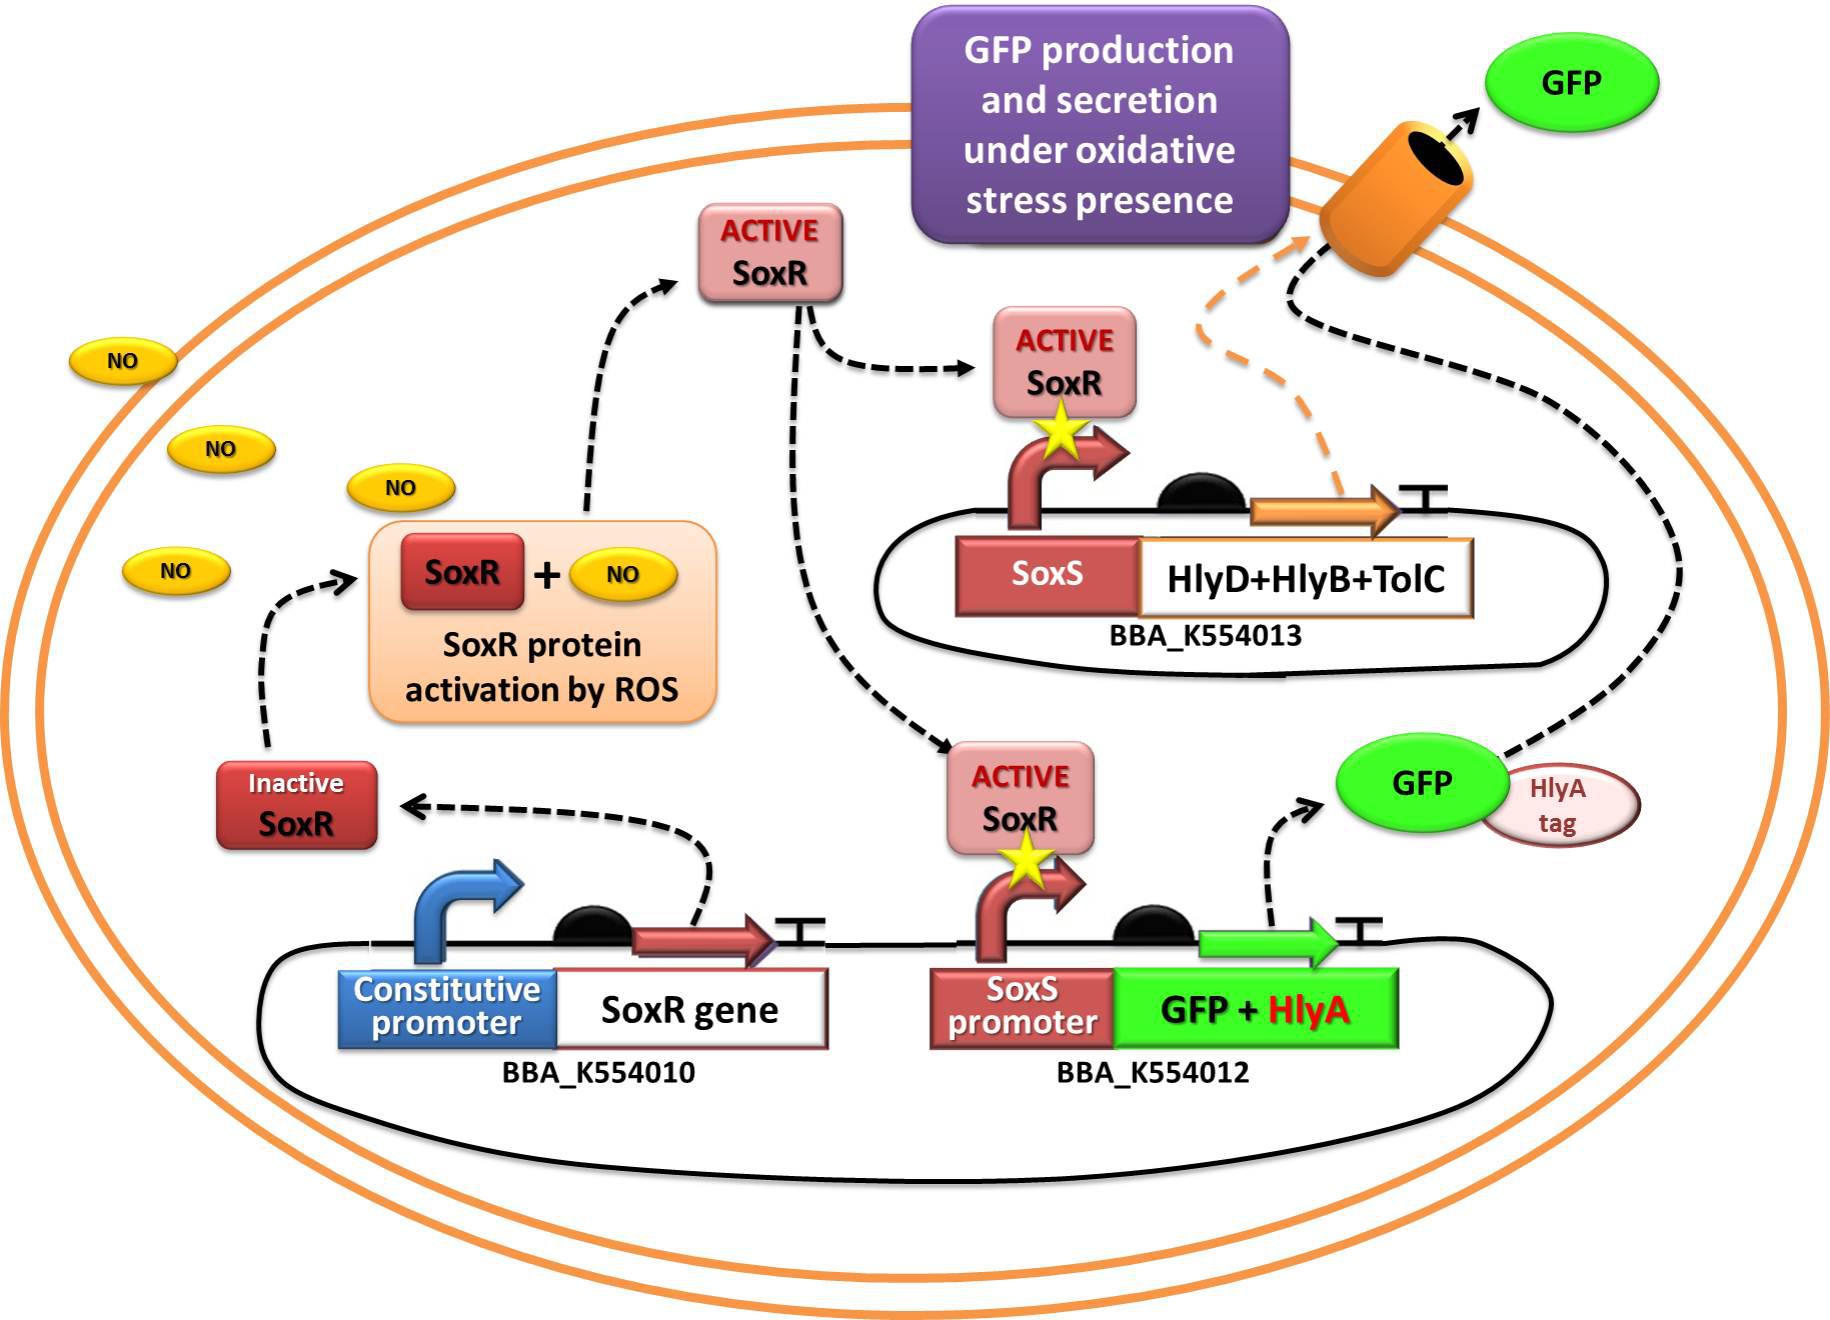 GFP production
and secretion
under oxidative
stress presence
GFP
ACTIVE
SoxR
NO
NO
NO
NO
ACTIVE
SoxR
SoxR + NO
SoxR protein
activation by ROS
SoxS
HlyD+HlyB+TolC
BBA_K554013
Inactive
SoxR
ACTIVE
SoxR
GFP
HlyA
tag
Constitutive
promoter
SoxR gene
BBA_K554010
SoxS
promoter
GFP + HlyA
BBA_K554012